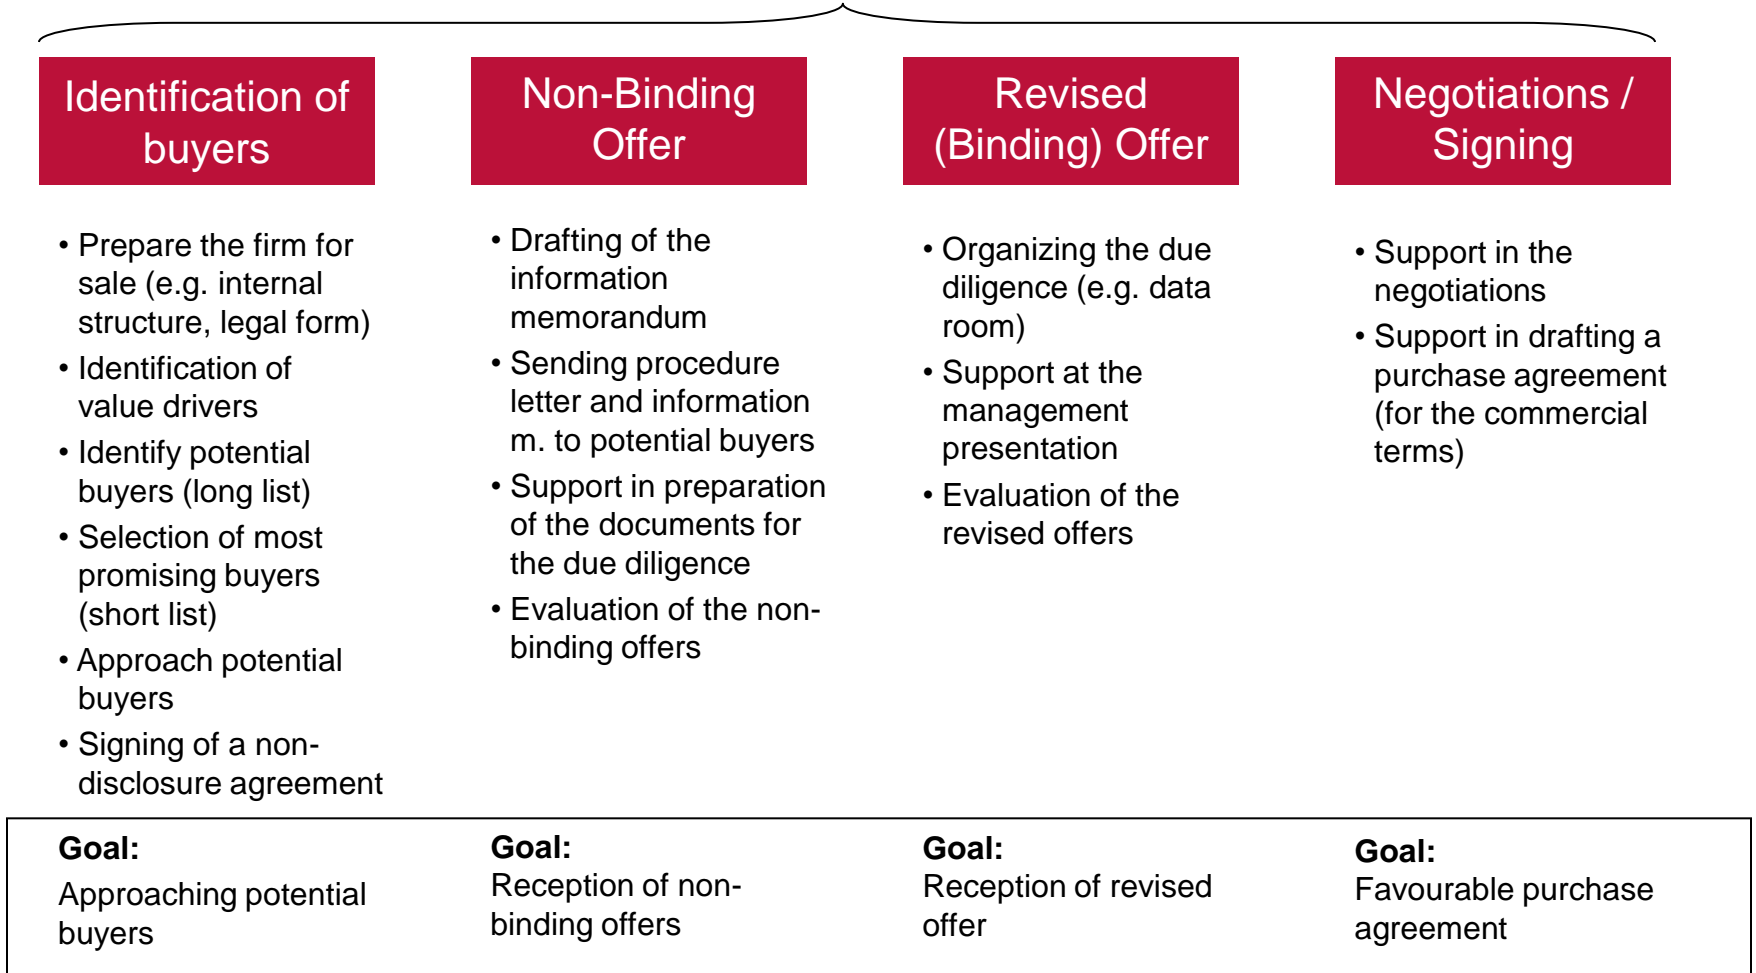 Identification of
buyers
Non-Binding
Offer
Revised
(Binding) Offer
Negotiations /
Signing
• Prepare the firm for
sale (e.g. internal
structure, legal form)
• Identification of
value drivers
• Identify potential
buyers (long list)
• Selection of most
promising buyers
(short list)
• Approach potential
buyers
• Signing of a non-
disclosure agreement
• Drafting of the
information
memorandum
• Sending procedure
letter and information
m. to potential buyers
• Support in preparation
of the documents for
the due diligence
• Evaluation of the non-
binding offers
• Organizing the due
diligence (e.g. data
room)
• Support at the
management
presentation
• Evaluation of the
revised offers
• Support in the
negotiations
• Support in drafting a
purchase agreement
(for the commercial
terms)
Goal:
Approaching potential
buyers
Goal:
Reception of non-
binding offers
Goal:
Reception of revised
offer
Goal:
Favourable purchase
agreement